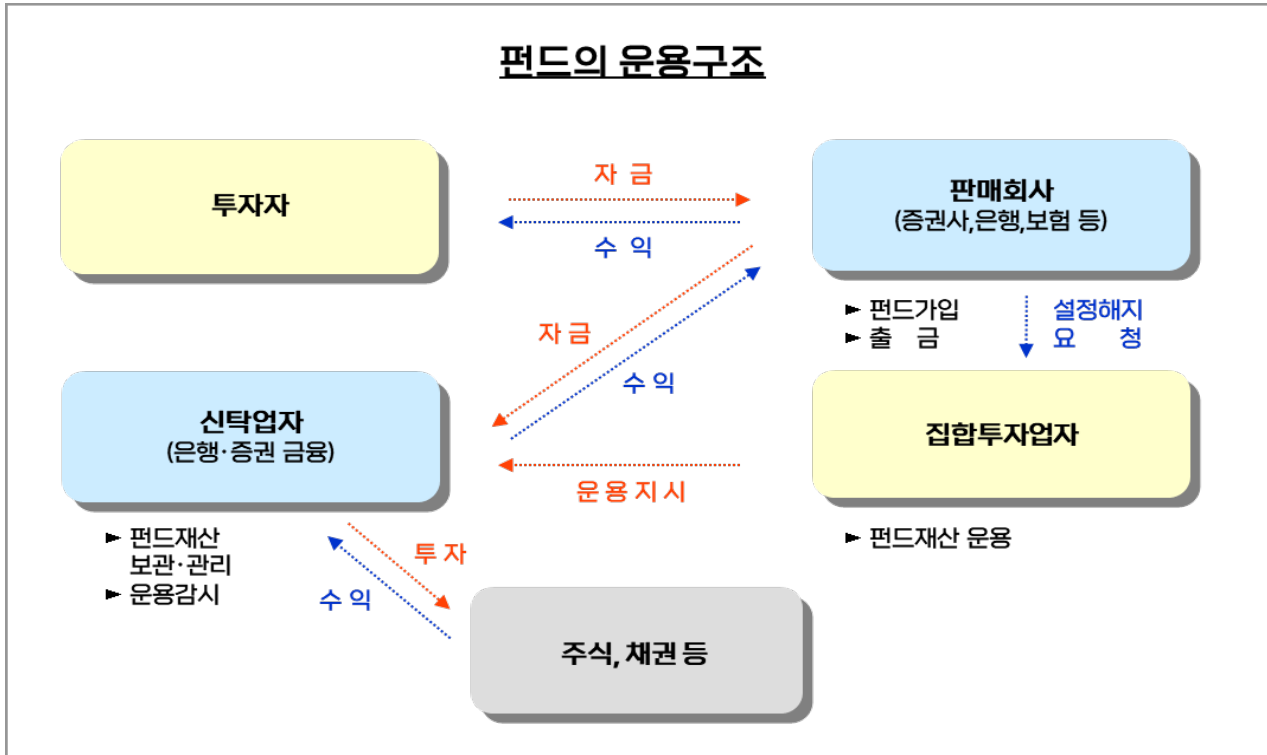 펀드의 운용구조
투자자
자 금
수 익
판매회사
(증권사,은행,보험 등)
► 펀드가입
► 출 금
설정해지
요 청
자 금
수 익
신탁업자
(은행·증권 금융)
집합투자업자
운 용 지 시
► 펀드재산
보관·관리
► 운용감시
► 펀드재산 운용
투 자
수 익
주식, 채권 등